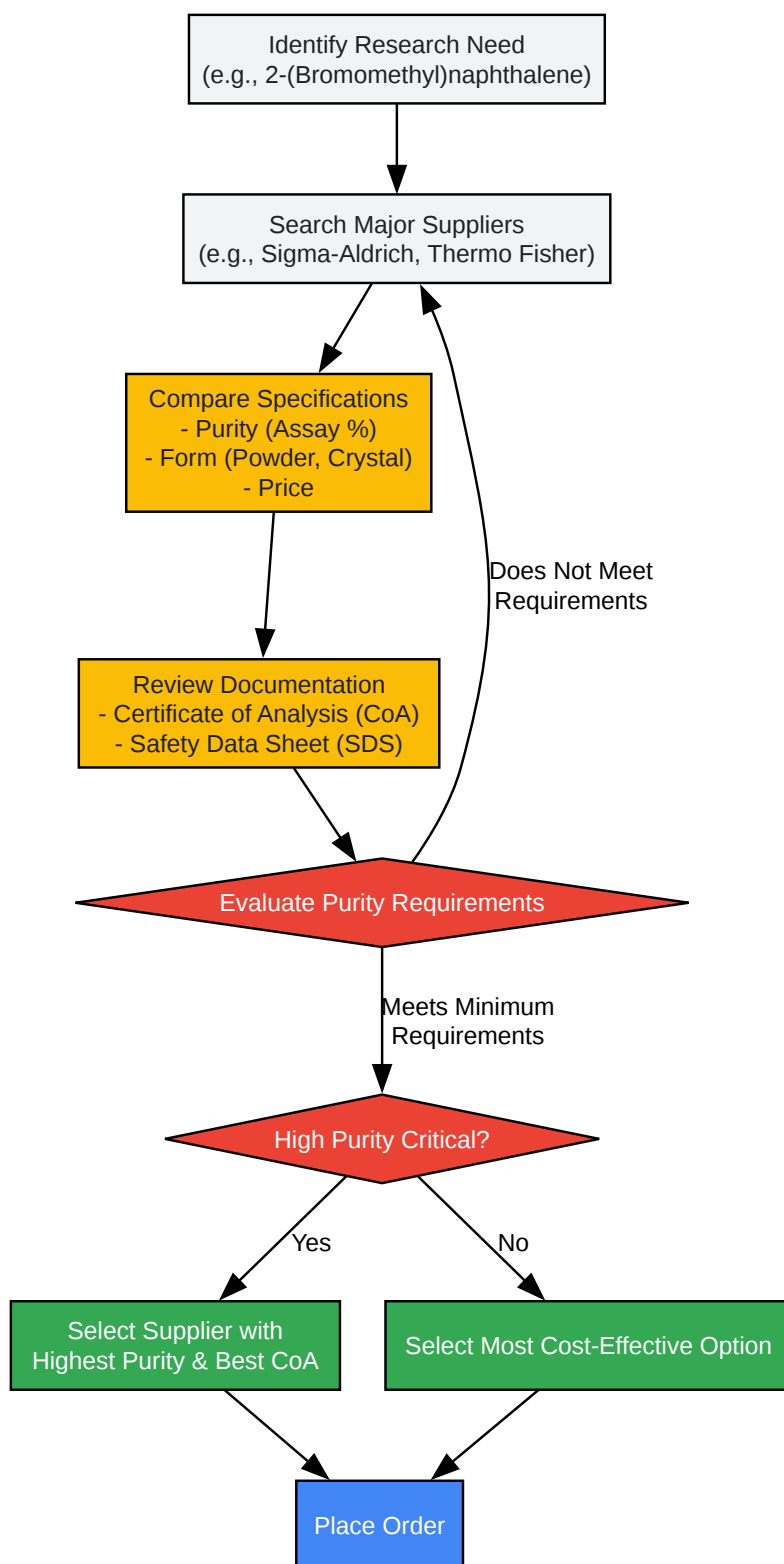 Identify Research Need
(e.g., 2-(Bromomethyl)naphthalene)
Search Major Suppliers
(e.g., Sigma-Aldrich, Thermo Fisher)
Compare Specifications
- Purity (Assay %)
- Form (Powder, Crystal)
- Price
Does Not Meet
Requirements
Review Documentation
- Certificate of Analysis (CoA)
- Safety Data Sheet (SDS)
Evaluate Purity Requirements
Meets Minimum
Requirements
High Purity Critical?
Yes
No
Select Supplier with
Highest Purity & Best CoA
Select Most Cost-Effective Option
Place Order